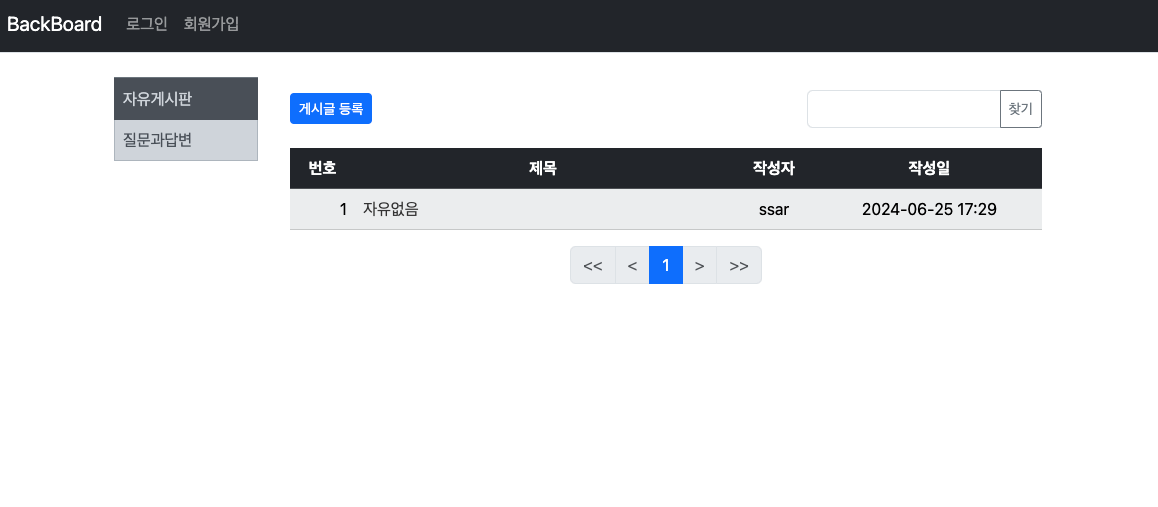 BackBoard 로그인 회원가입
자유게시판
질문과답변
게시글 등록 찾기
번호 제목 작성자 작성일
1 자유없음 ssar 2024-06-25 17:29
<< < 1 > >>